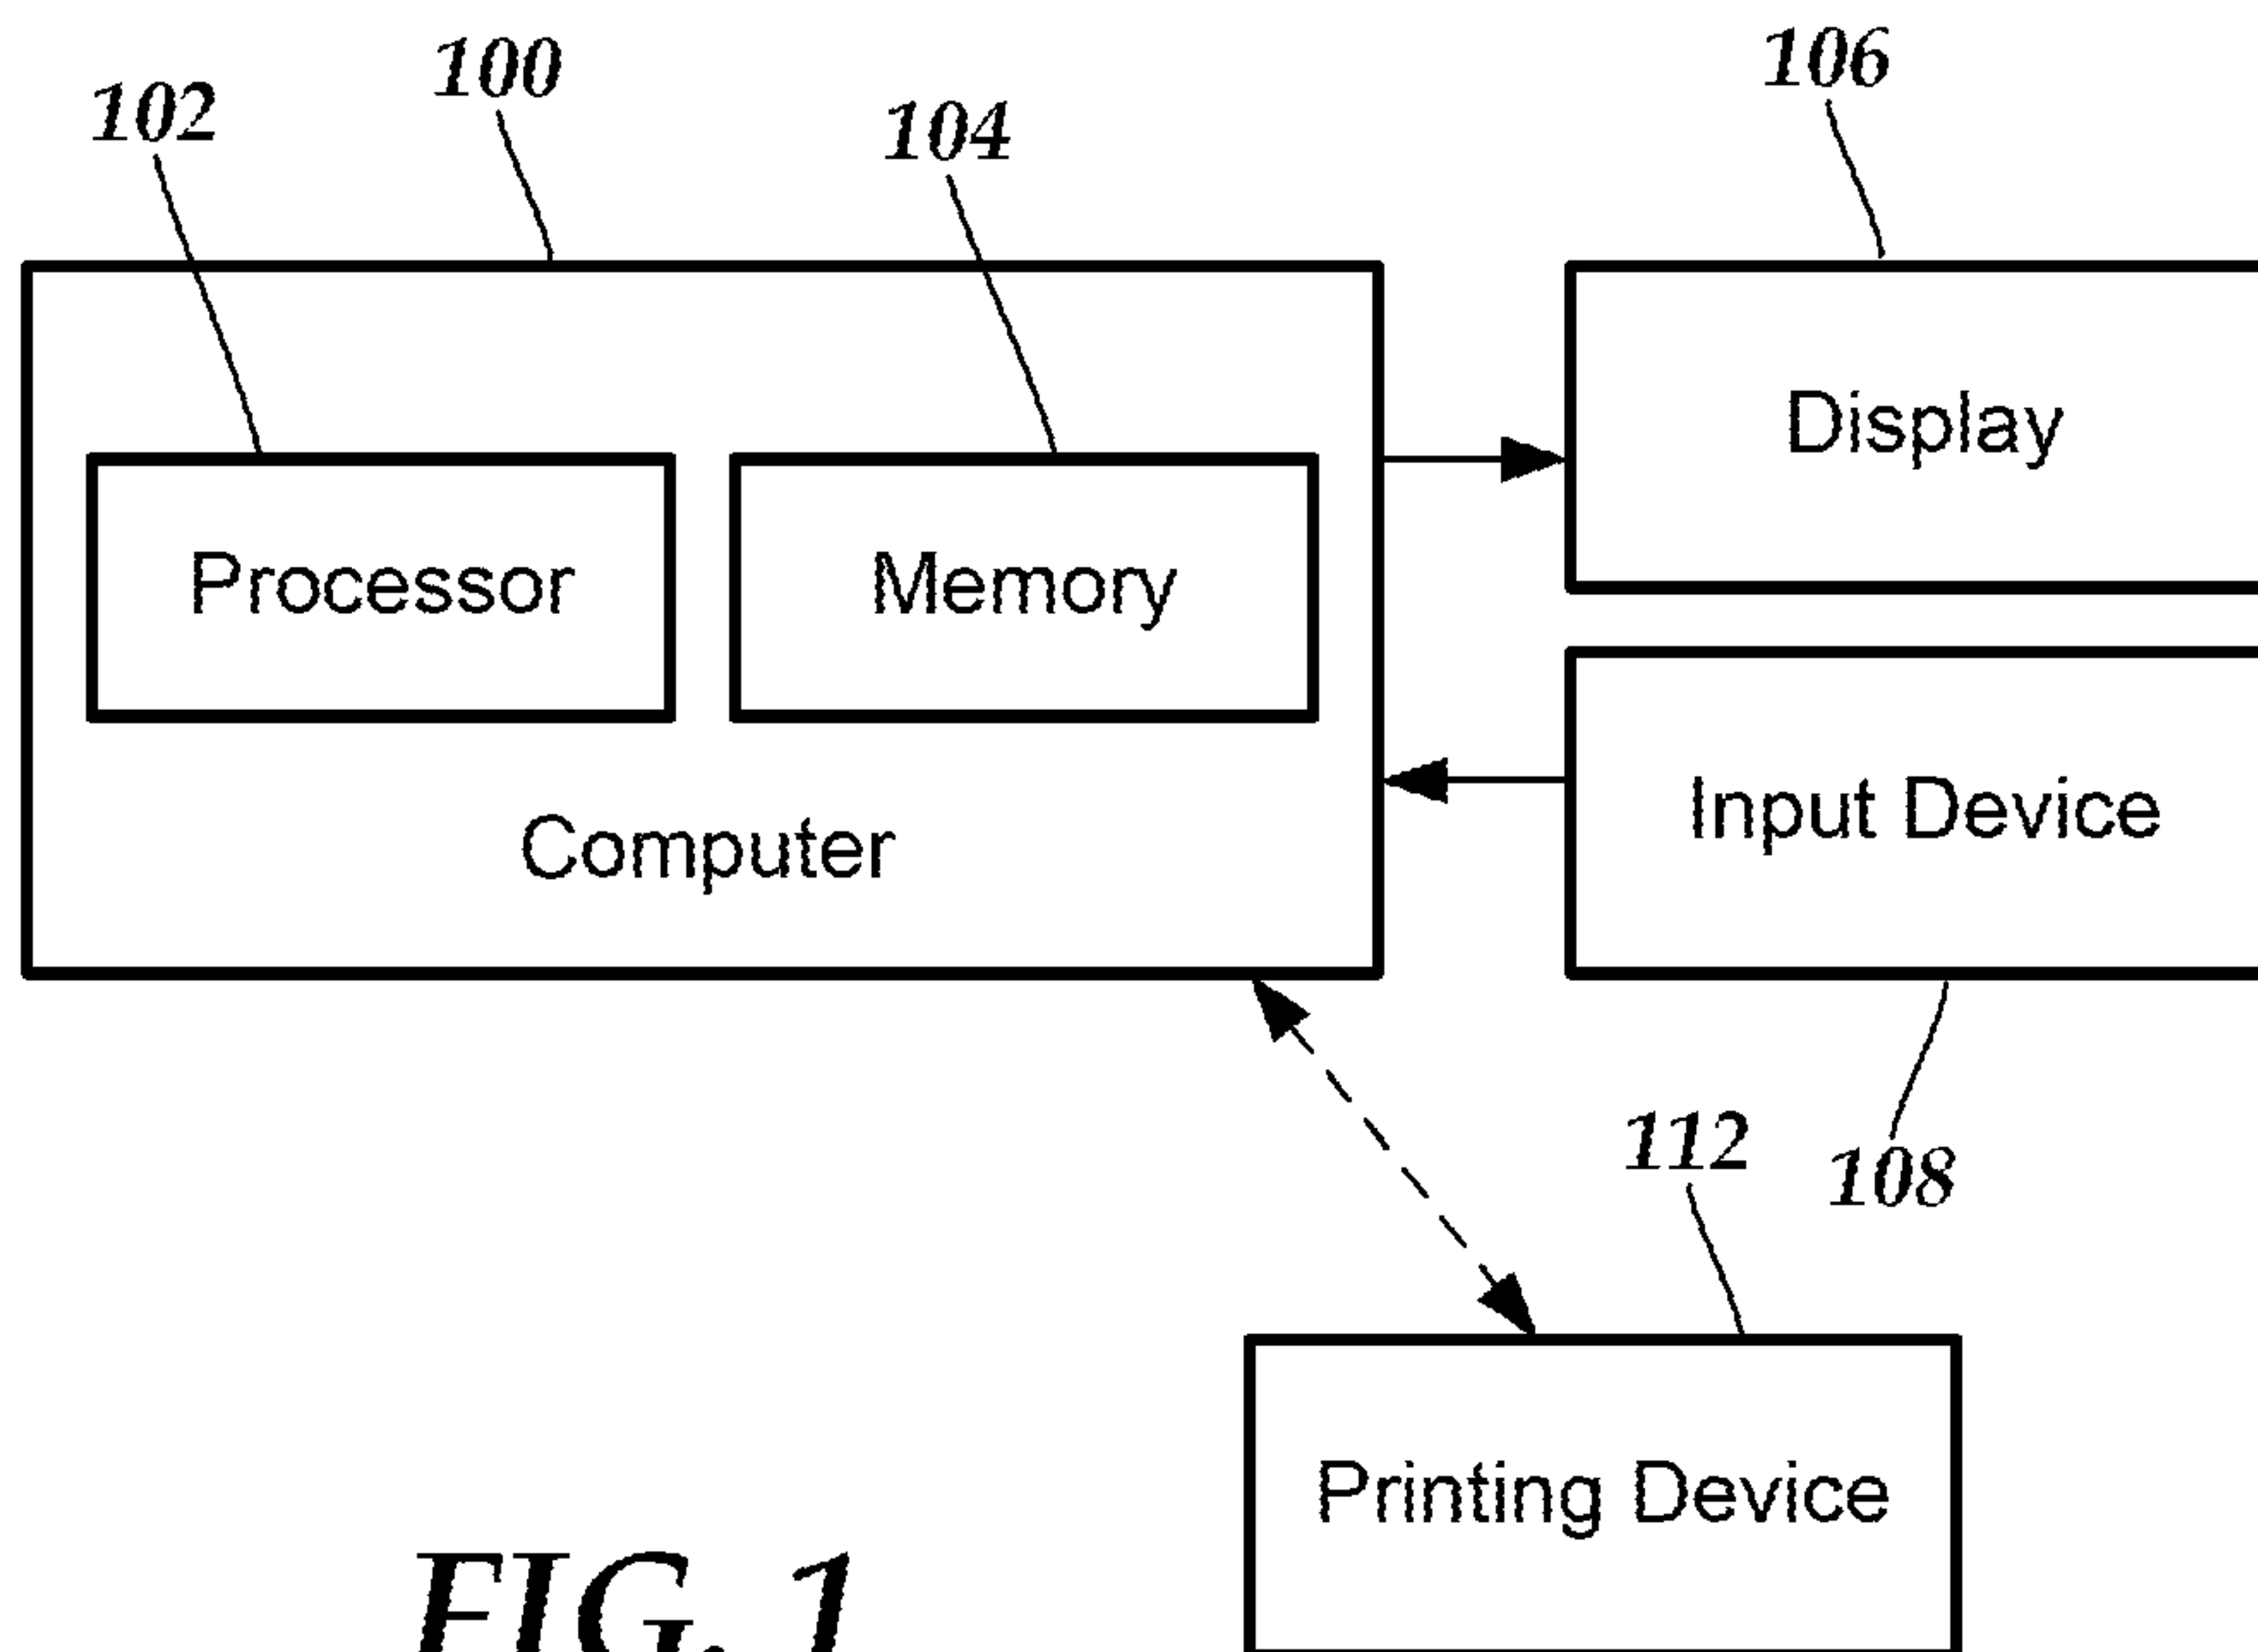 100
106
102
104
Display
Processor
Memory
Input Device
Computer
112
108
Printing Device
FIG. 1